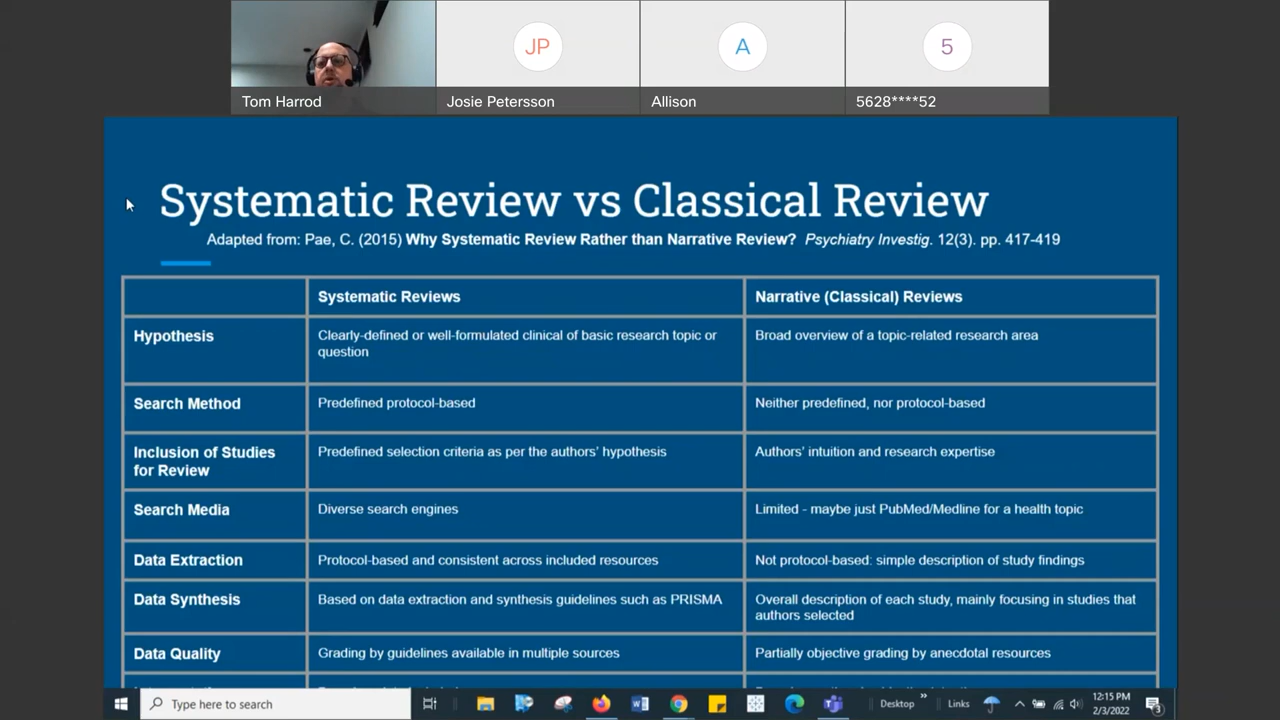 JP
A
5
Tom Harrod
Josie Petersson
Allison
5628****52
Systematic Review vs Classical Review
Adapted from: Pae, C. (2015) Why Systematic Review Rather than Narrative Review? Psychiatry Investig. 12(3). pp. 417-419
Systematic Reviews
Narrative (Classical) Reviews
Hypothesis
Clearly-defined or well-formulated clinical of basic research topic or
question
Broad overview of a topic-related research area
Search Method
Predefined protocol-based
Neither predefined, nor protocol-based
Inclusion of Studies
for Review
Predefined selection criteria as per the authors' hypothesis
Authors' intuition and research expertise
Search Media
Diverse search engines
Limited - maybe just PubMed/Medline for a health topic
Data Extraction
Protocol-based and consistent across included resources
Not protocol-based: simple description of study findings
Data Synthesis
Based on data extraction and synthesis guidelines such as PRISMA
Overall description of each study, mainly focusing in studies that
authors selected
Data Quality
Grading by guidelines available in multiple sources
Partially objective grading by anecdotal resources
Type here to search
Desktop
Links
12:15 PM
2/3/2022
3